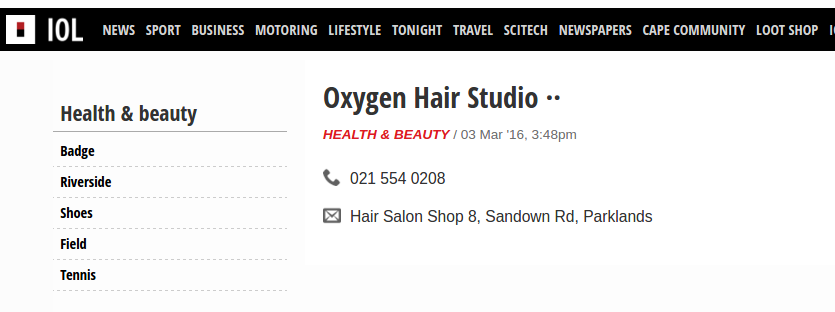 IOL NEWS SPORT BUSINESS MOTORING LIFESTYLE TONIGHT TRAVEL SCITECH NEWSPAPERS CAPE COMMUNITY LOOT SHOP
Health & beauty
Badge
Riverside
Shoes
Field
Tennis
Oxygen Hair Studio ··
HEALTH & BEAUTY / 03 Mar '16, 3:48pm
021 554 0208
Hair Salon Shop 8, Sandown Rd, Parklands